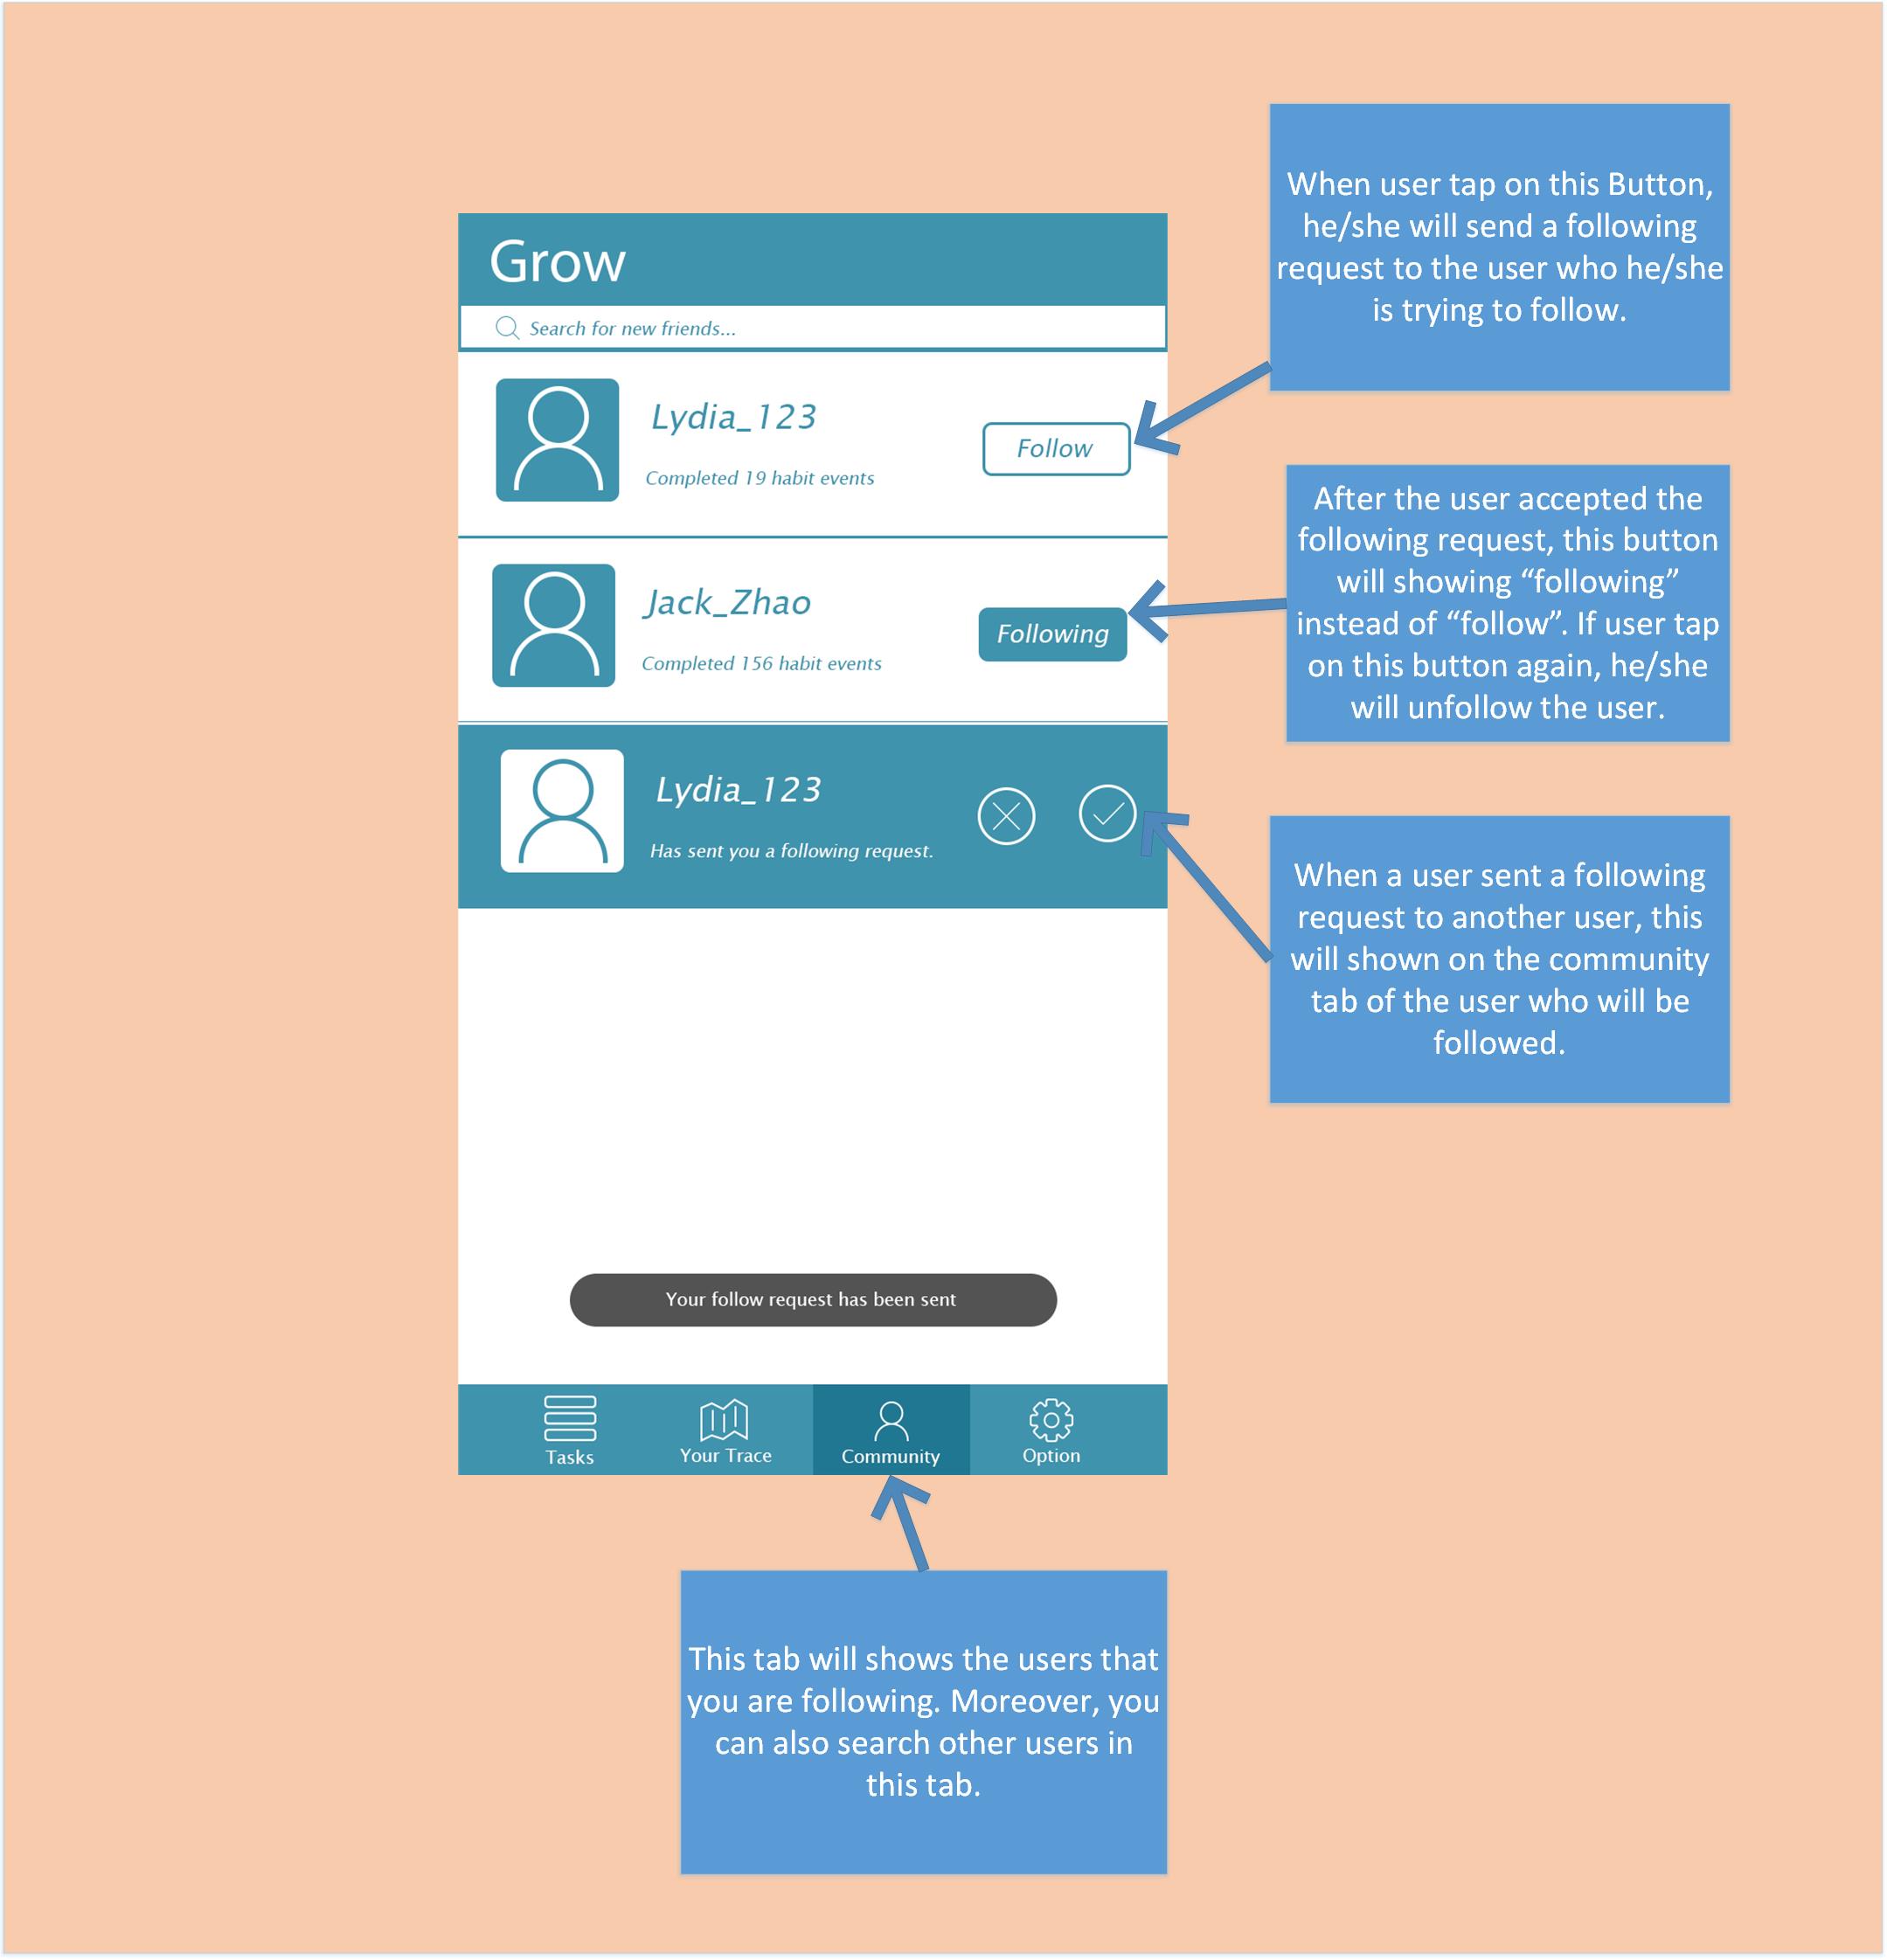 Grow
Search for new friends...
Lydia_123
Completed 19 habit events
Follow
Jack_Zhao
Completed 156 habit events
Following
Lydia_123
Has sent you a following request.
Your follow request has been sent
Tasks
Your Trace
Community
Option
When user tap on this Button,
he/she will send a following
request to the user who he/she
is trying to follow.
After the user accepted the
following request, this button
will showing “following”
instead of “follow”. If user tap
on this button again, he/she
will unfollow the user.
When a user sent a following
request to another user, this
will shown on the community
tab of the user who will be
followed.
This tab will shows the users that
you are following. Moreover, you
can also search other users in
this tab.